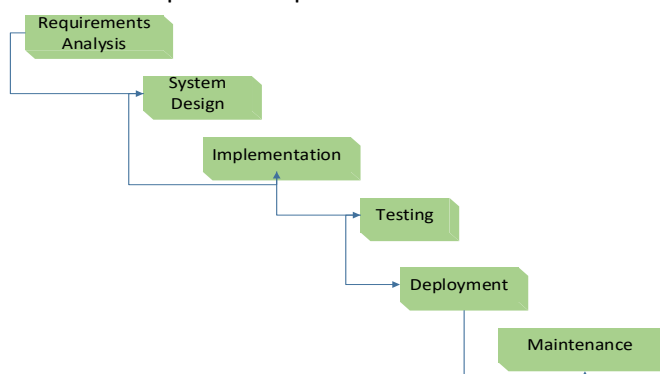 Requirements
Analysis
System
Design
Implementation
Testing
Deployment
Maintenance